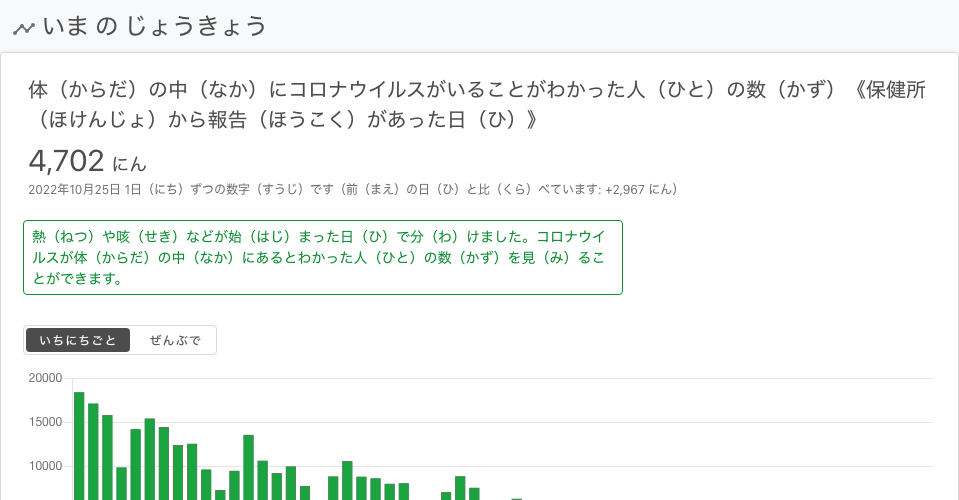 いま の じょうきょう
体（からだ）の中（なか）にコロナウイルスがいることがわかった人（ひと）の数（かず）《保健所
（ほけんじょ）から報告（ほうこく）があった日（ひ）》
4,702 にん
2022年10月25日 1日（にち）ずつの数字（すうじ）です（前（まえ）の日（ひ）と比（くら）べています: +2,967 にん）
熱（ねつ）や咳（せき）などが始（はじ）まった日（ひ）で分（わ）けました。コロナウイ
ルスが体（からだ）の中（なか）にあるとわかった人（ひと）の数（かず）を見（み）るこ
とができます。
いちにちごと ぜんぶで
20000
15000
10000